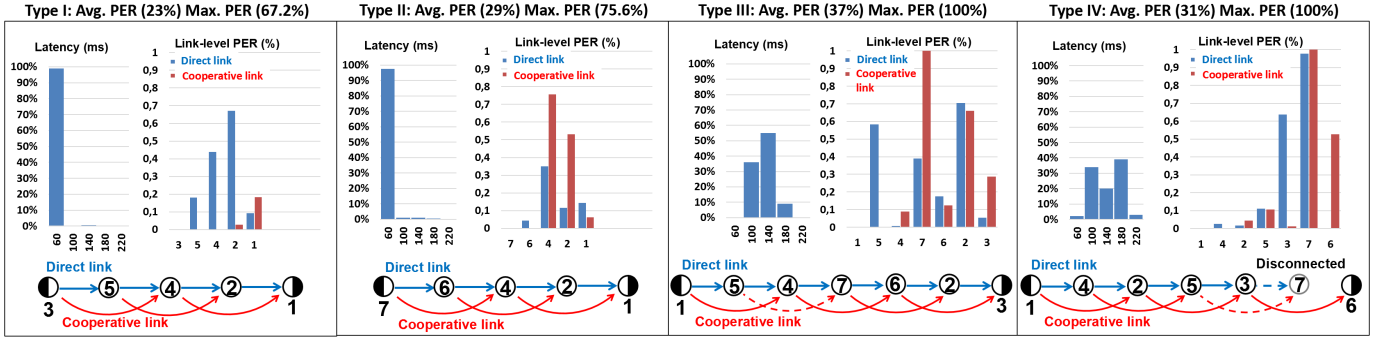 Type I: Avg. PER (23%) Max. PER (67.2%)
Latency (ms)
100%
90%
80%
70%
60%
50%
40%
30%
20%
10%
0%
60
100
140
180
220
Link-level PER (%)
Direct link
Cooperative link
1
0,9
0,8
0,7
0,6
0,5
0,4
0,3
0,2
0,1
0
3 5 4 2 1
Direct link
5 4 2
3 1
Cooperative link
Type II: Avg. PER (29%) Max. PER (75.6%)
Latency (ms)
100%
90%
80%
70%
60%
50%
40%
30%
20%
10%
0%
60
100
140
180
220
Link-level PER (%)
Direct link
Cooperative link
1
0,9
0,8
0,7
0,6
0,5
0,4
0,3
0,2
0,1
0
7 6 4 2 1
Direct link
6 4 2
7 1
Cooperative link
Type III: Avg. PER (37%) Max. PER (100%)
Latency (ms)
100%
90%
80%
70%
60%
50%
40%
30%
20%
10%
0%
60
100
140
180
220
Link-level PER (%)
Direct link
Cooperative
link
1
0,9
0,8
0,7
0,6
0,5
0,4
0,3
0,2
0,1
0
1 5 4 7 6 2 3
Direct link
5 4 7 6 2
1 3
Cooperative link
Type IV: Avg. PER (31%) Max. PER (100%)
Latency (ms)
100%
90%
80%
70%
60%
50%
40%
30%
20%
10%
0%
60
100
140
180
220
Link-level PER (%)
Direct link
Cooperative link
1
0,9
0,8
0,7
0,6
0,5
0,4
0,3
0,2
0,1
0
1 4 2 5 3 7 6
Direct link
Disconnected
4 2 5 3 7
1 6
Cooperative link